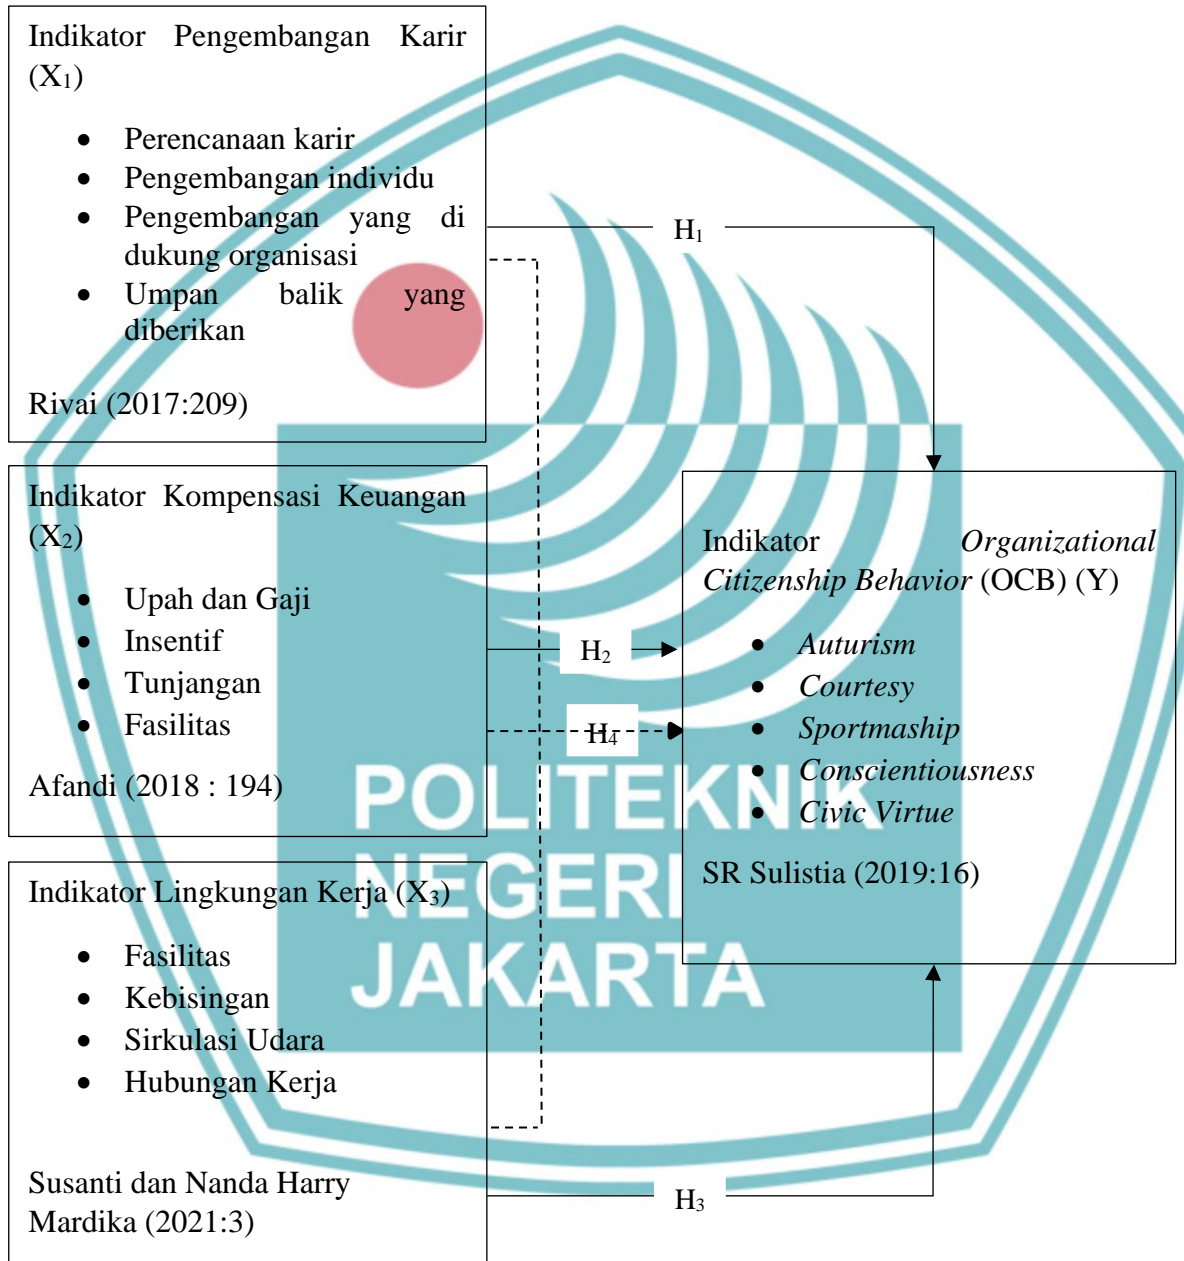 Indikator Pengembangan Karir
(X₁)
• Perencanaan karir
• Pengembangan individu
• Pengembangan yang di
dukung organisasi
• Umpan balik yang
diberikan
Rivai (2017:209)
Indikator Kompensasi Keuangan
(X₂)
• Upah dan Gaji
• Insentif
• Tunjangan
• Fasilitas
Afandi (2018 : 194)
Indikator Lingkungan Kerja (X₃)
• Fasilitas
• Kebisingan
• Sirkulasi Udara
• Hubungan Kerja
Susanti dan Nanda Harry
Mardika (2021:3)
H₁
H₂
H₄
H₃
Indikator Organizational
Citizenship Behavior (OCB) (Y)
• Auturism
• Courtesy
• Sportmaship
• Conscientiousness
• Civic Virtue
SR Sulistia (2019:16)
POLITEKNIK
NEGERI
JAKARTA